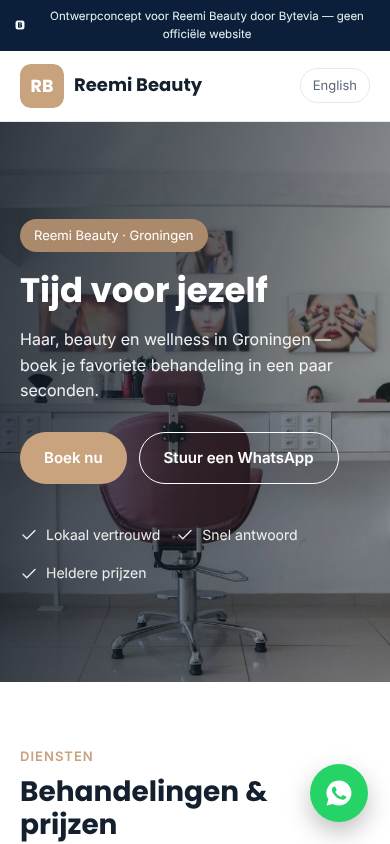 Ontwerpconcept voor Reemi Beauty door Bytevia — geen
officiële website
RB
Reemi Beauty
English
Reemi Beauty · Groningen
Tijd voor jezelf
Haar, beauty en wellness in Groningen —
boek je favoriete behandeling in een paar
seconden.
Boek nu
Stuur een WhatsApp
Lokaal vertrouwd
Snel antwoord
Heldere prijzen
DIENSTEN
Behandelingen &
prijzen